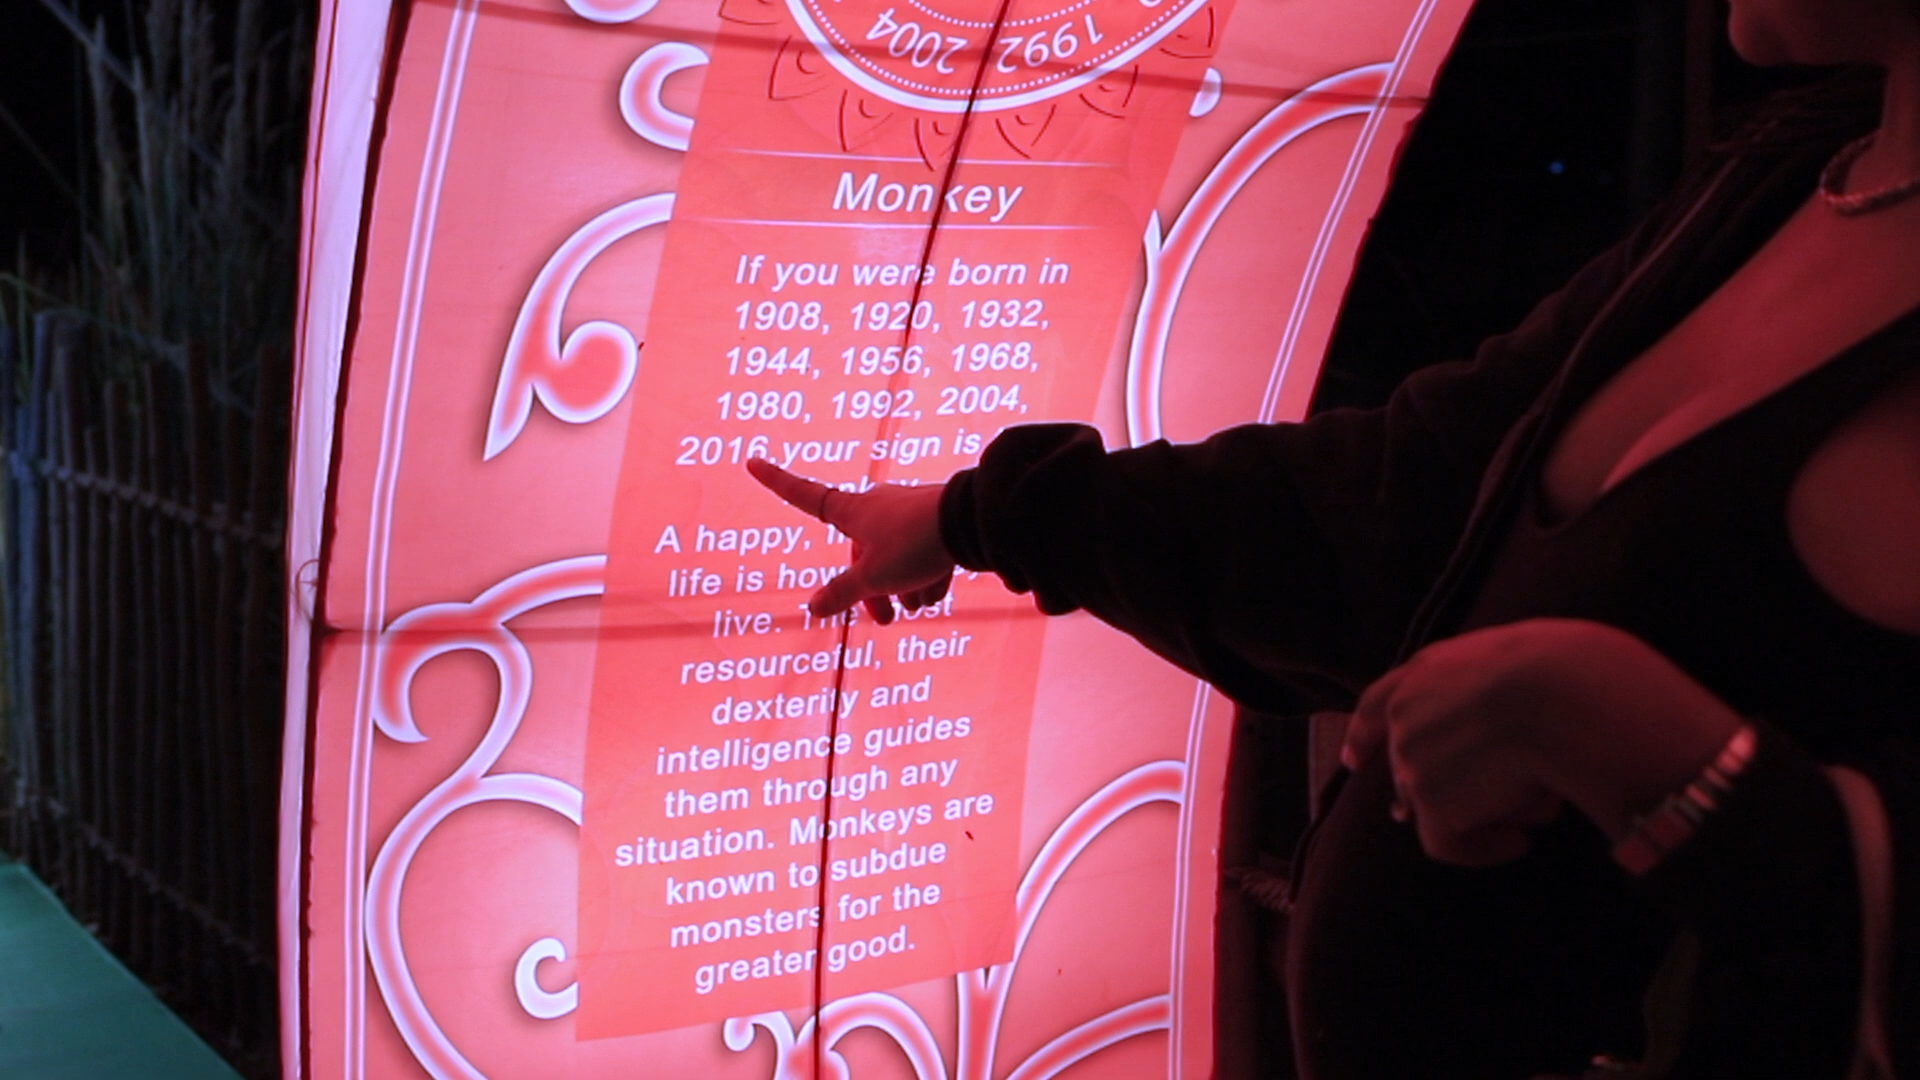 2004 1992
Monkey
If you were born in
1908, 1920, 1932,
1944, 1956, 1968,
1980, 1992, 2004,
2016,your sign is
A happy,
life is how
live. The most
resourceful, their
dexterity and
intelligence guides
them through any
situation. Monkeys are
known to subdue
monsters for the
greater good.